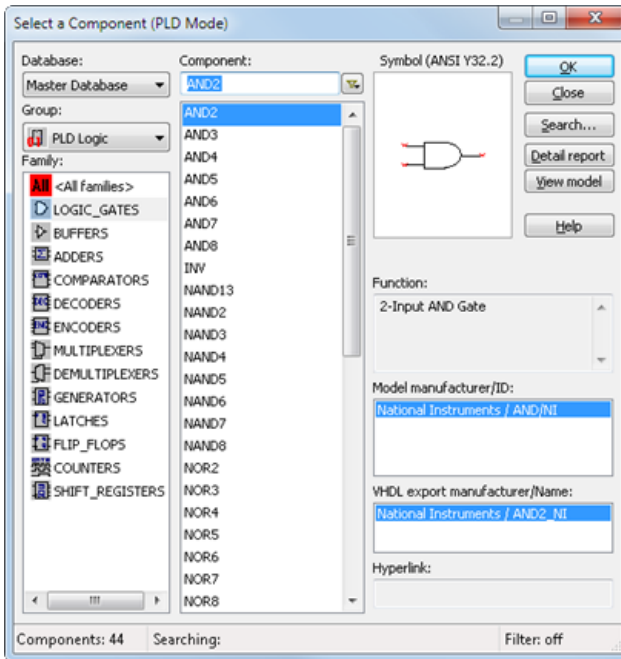 Select a Component (PLD Mode)
Database:
Master Database
Group:
PLD Logic
Family:
All <All families>
LOGIC_GATES
BUFFERS
ADDERS
COMPARATORS
DECODERS
ENCODERS
MULTIPLEXERS
DEMULTIPLEXERS
GENERATORS
LATCHES
FLIP_FLOPS
COUNTERS
SHIFT_REGISTERS
Component:
AND2
AND2
AND3
AND4
AND5
AND6
AND7
AND8
INV
NAND13
NAND2
NAND3
NAND4
NAND5
NAND6
NAND7
NAND8
NOR2
NOR3
NOR4
NOR5
NOR6
NOR7
NOR8
Symbol (ANSI Y32.2)
OK
Close
Search...
Detail report
View model
Help
Function:
2-Input AND Gate
Model manufacturer/ID:
National Instruments / AND/NI
VHDL export manufacturer/Name:
National Instruments / AND2_NI
Hyperlink:
Components: 44
Searching:
Filter: off